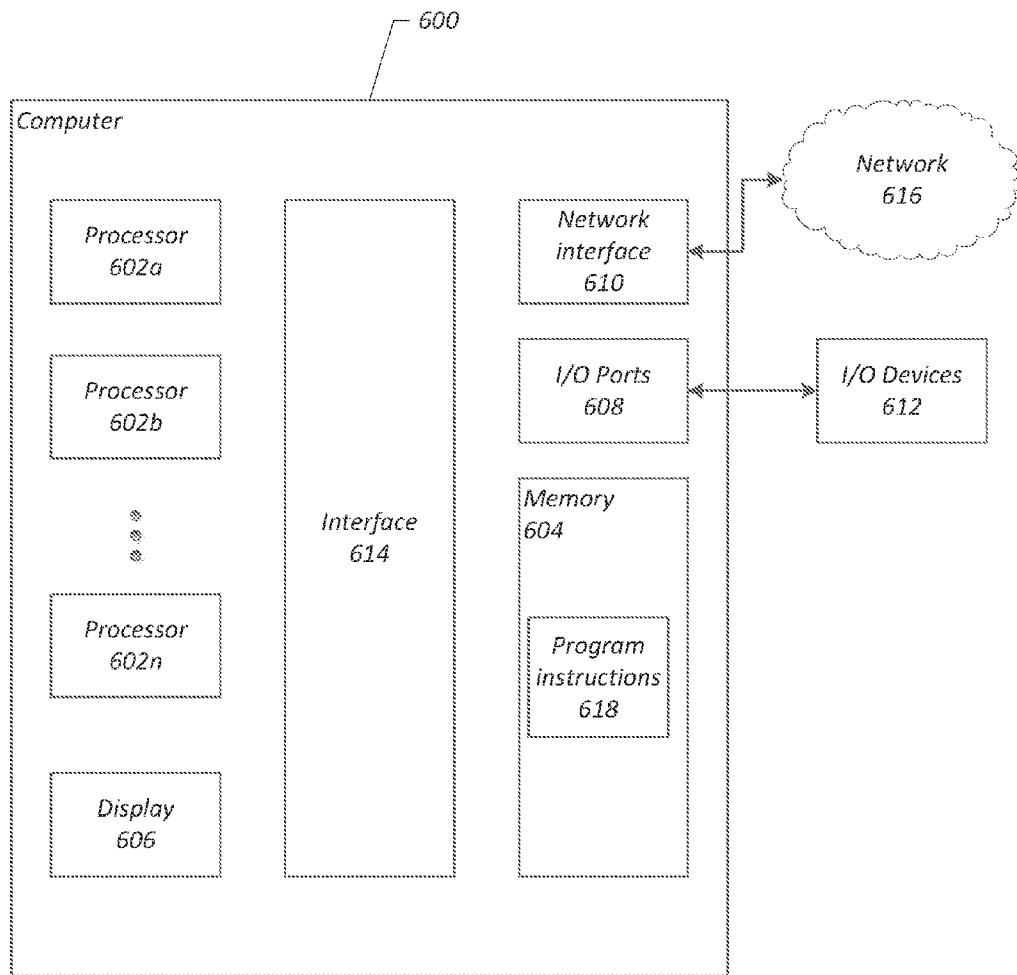 600
Computer
Processor
602a
Processor
602b
Processor
602n
Display
606
Interface
614
Network
interface
610
I/O Ports
608
Memory
604
Program
instructions
618
Network
616
I/O Devices
612